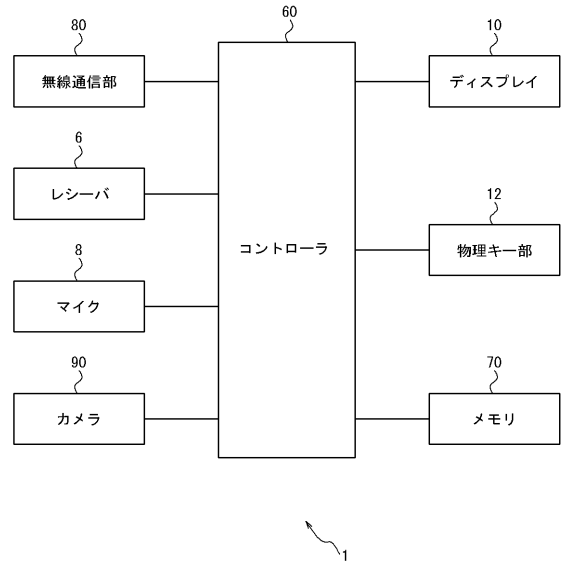 80
無線通信部
6
レシーバ
8
マイク
90
カメラ
60
コントローラ
10
ディスプレイ
12
物理キー部
70
メモリ
1